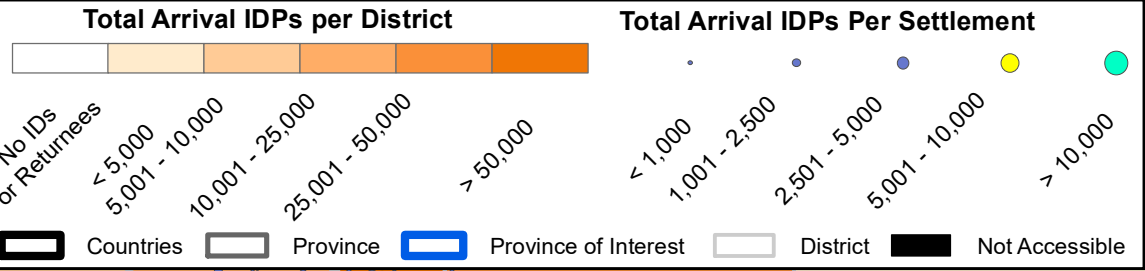 Total Arrival IDPs per District
No IDs
or Returnees
< 5,000
5,001 - 10,000
10,001 - 25,000
25,001 - 50,000
> 50,000
Total Arrival IDPs Per Settlement
< 1,000
1,001 - 2,500
2,501 - 5,000
5,001 - 10,000
> 10,000
Countries
Province
Province of Interest
District
Not Accessible